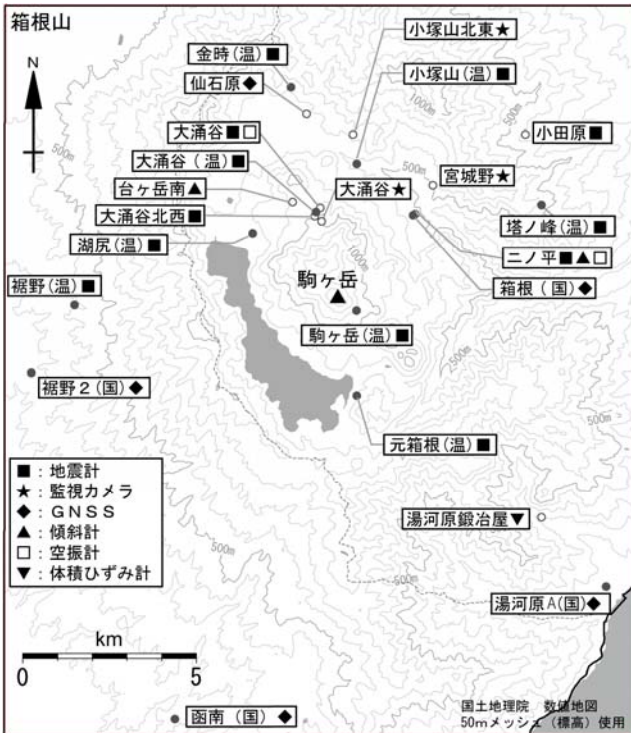 箱根山
N
小塚山北東★
金時(温)■
小塚山(温)■
仙石原◆
大涌谷■□
小田原■
大涌谷(温)■
宮城野★
台ヶ岳南▲
大涌谷★
大涌谷北西■
塔ノ峰(温)■
湖尻(温)■
二ノ平■▲□
駒ヶ岳
箱根(国)◆
裾野(温)■
駒ヶ岳(温)■
裾野2(国)◆
元箱根(温)■
■:地震計
★:監視カメラ
◆:GNSS
▲:傾斜計
□:空振計
▼:体積ひずみ計
湯河原鍛冶屋▼
湯河原A(国)◆
km
0 5
函南(国)◆
国土地理院 数値地図
50mメッシュ(標高)使用
500m
1000m
500m
500m
500m
1000m
500m
500m
500m
500m